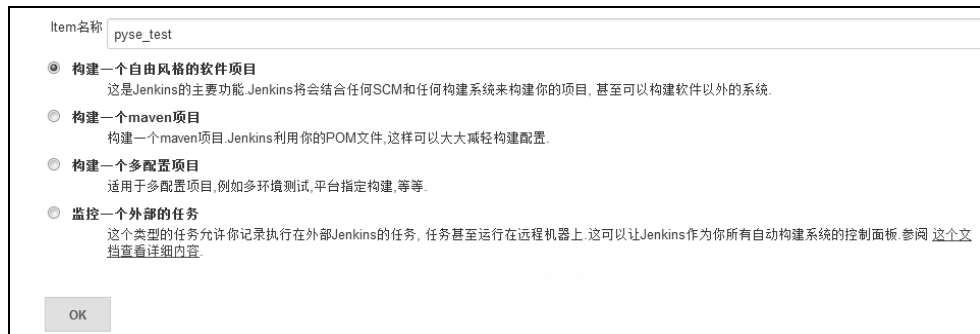 Item名称 pyse_test
构建一个自由风格的软件项目
这是Jenkins的主要功能.Jenkins将会结合任何SCM和任何构建系统来构建你的项目, 甚至可以构建软件以外的系统.
构建一个maven项目
构建一个maven项目.Jenkins利用你的POM文件,这样可以大大减轻构建配置.
构建一个多配置项目
适用于多配置项目,例如多环境测试,平台指定构建,等等.
监控一个外部的任务
这个类型的任务允许你记录执行在外部Jenkins的任务, 任务甚至运行在远程机器上.这可以让Jenkins作为你所有自动构建系统的控制面板.参阅 这个文
档查看详细内容.
OK